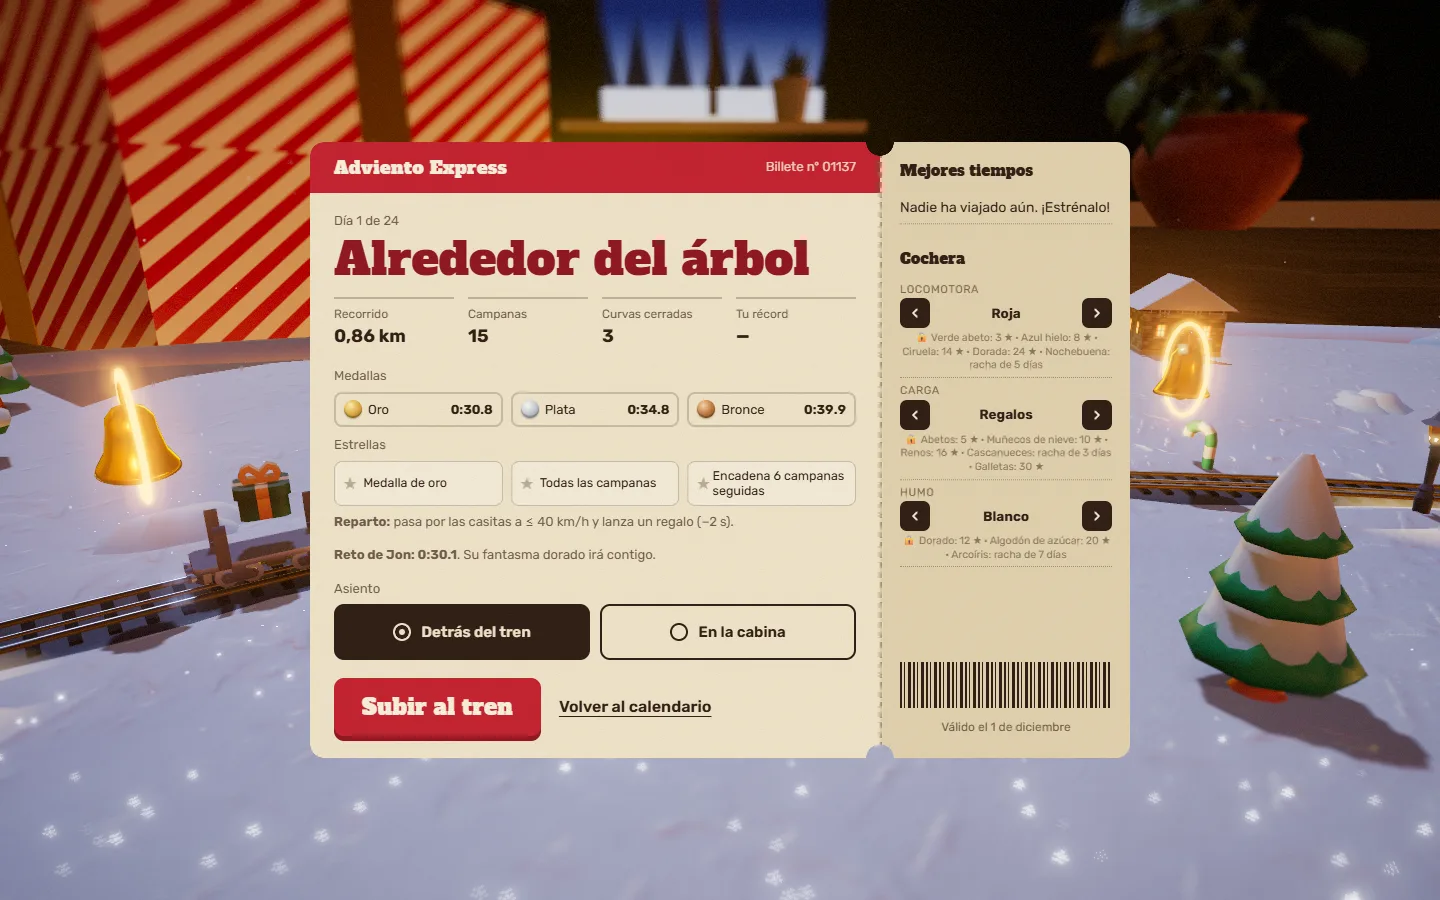 Adviento Express
Billete nº 01137
Día 1 de 24
Alrededor del árbol
Recorrido
0,86 km
Campanas
15
Curvas cerradas
3
Tu récord
–
Medallas
Oro 0:30.8
Plata 0:34.8
Bronce 0:39.9
Estrellas
★ Medalla de oro
★ Todas las campanas
★ Encadena 6 campanas
seguidas
Reparto: pasa por las casitas a ≤ 40 km/h y lanza un regalo (−2 s).
Reto de Jon: 0:30.1. Su fantasma dorado irá contigo.
Asiento
Detrás del tren
En la cabina
Subir al tren
Volver al calendario
Mejores tiempos
Nadie ha viajado aún. ¡Estrénalo!
Cochera
LOCOMOTORA
‹ Roja ›
🔒 Verde abeto: 3 ★ · Azul hielo: 8 ★ ·
Ciruela: 14 ★ · Dorada: 24 ★ · Nochebuena:
racha de 5 días
CARGA
‹ Regalos ›
🔒 Abetos: 5 ★ · Muñecos de nieve: 10 ★ ·
Renos: 16 ★ · Cascanueces: racha de 3 días
· Galletas: 30 ★
HUMO
‹ Blanco ›
🔒 Dorado: 12 ★ · Algodón de azúcar: 20 ★
· Arcoíris: racha de 7 días
Válido el 1 de diciembre